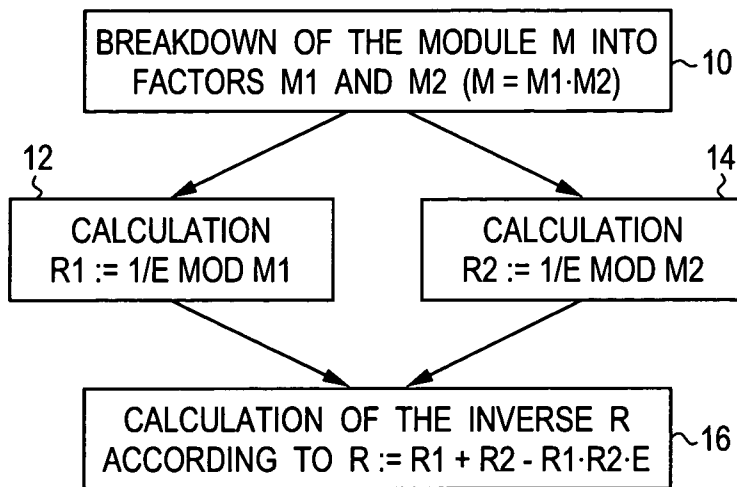 BREAKDOWN OF THE MODULE M INTO
FACTORS M1 AND M2 (M = M1·M2)
10
12
CALCULATION
R1 := 1/E MOD M1
14
CALCULATION
R2 := 1/E MOD M2
CALCULATION OF THE INVERSE R
ACCORDING TO R := R1 + R2 - R1·R2·E
16